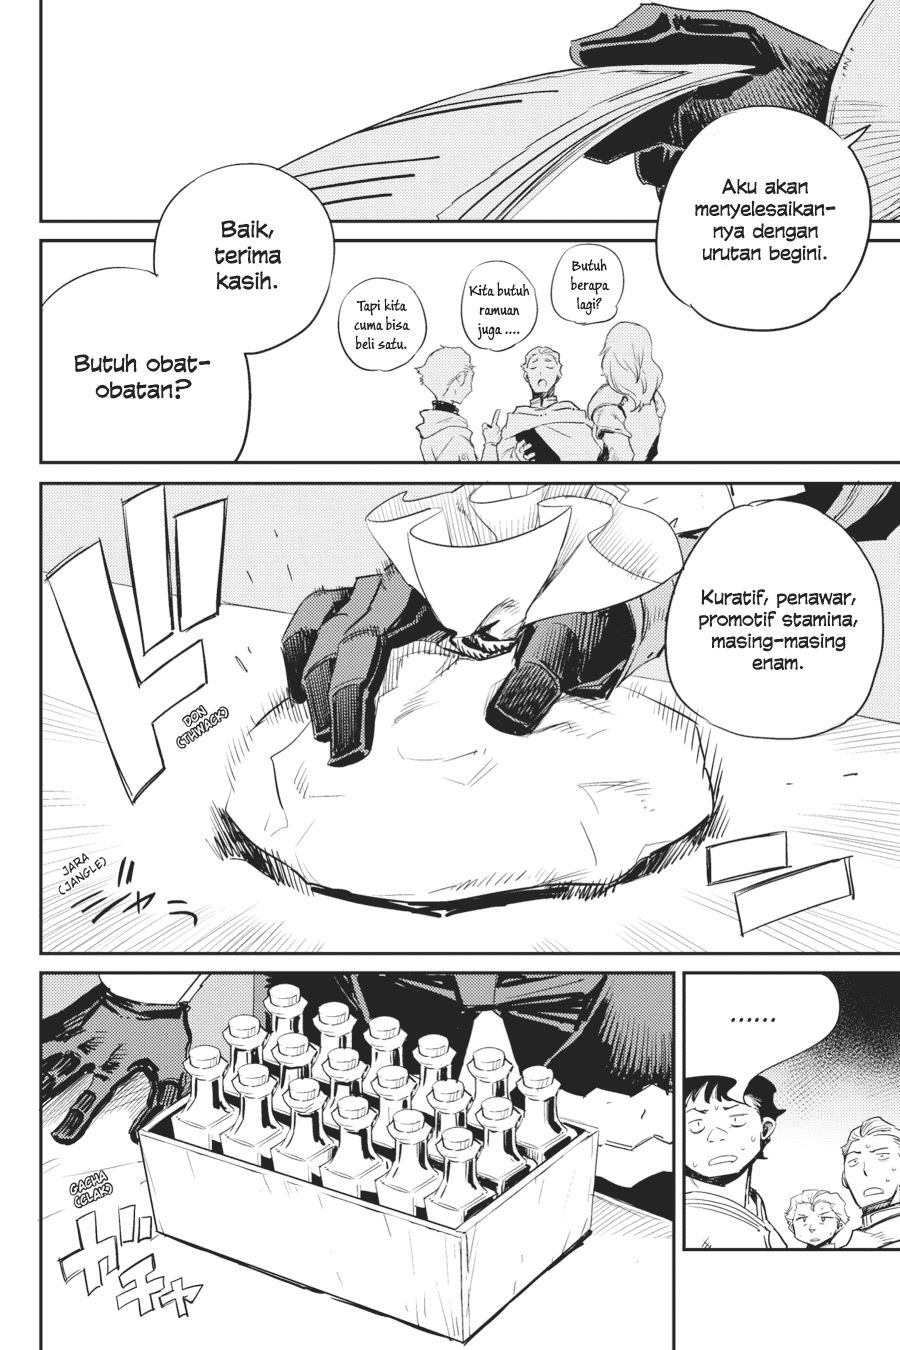 Aku akan
menyelesaikan-
nya dengan
urutan begini.
Baik,
terima
kasih.
Butuh obat-
obatan?
Butuh
berapa
lagi?
Kita butuh
ramuan
juga ....
Tapi kita
cuma bisa
beli satu.
Kuratif, penawar,
promotif stamina,
masing-masing
enam.
ドン
DON
(THWACK)
JARA
(JANGLE)
ジャラ
......
GACHA
(CLAK)
ガチャ